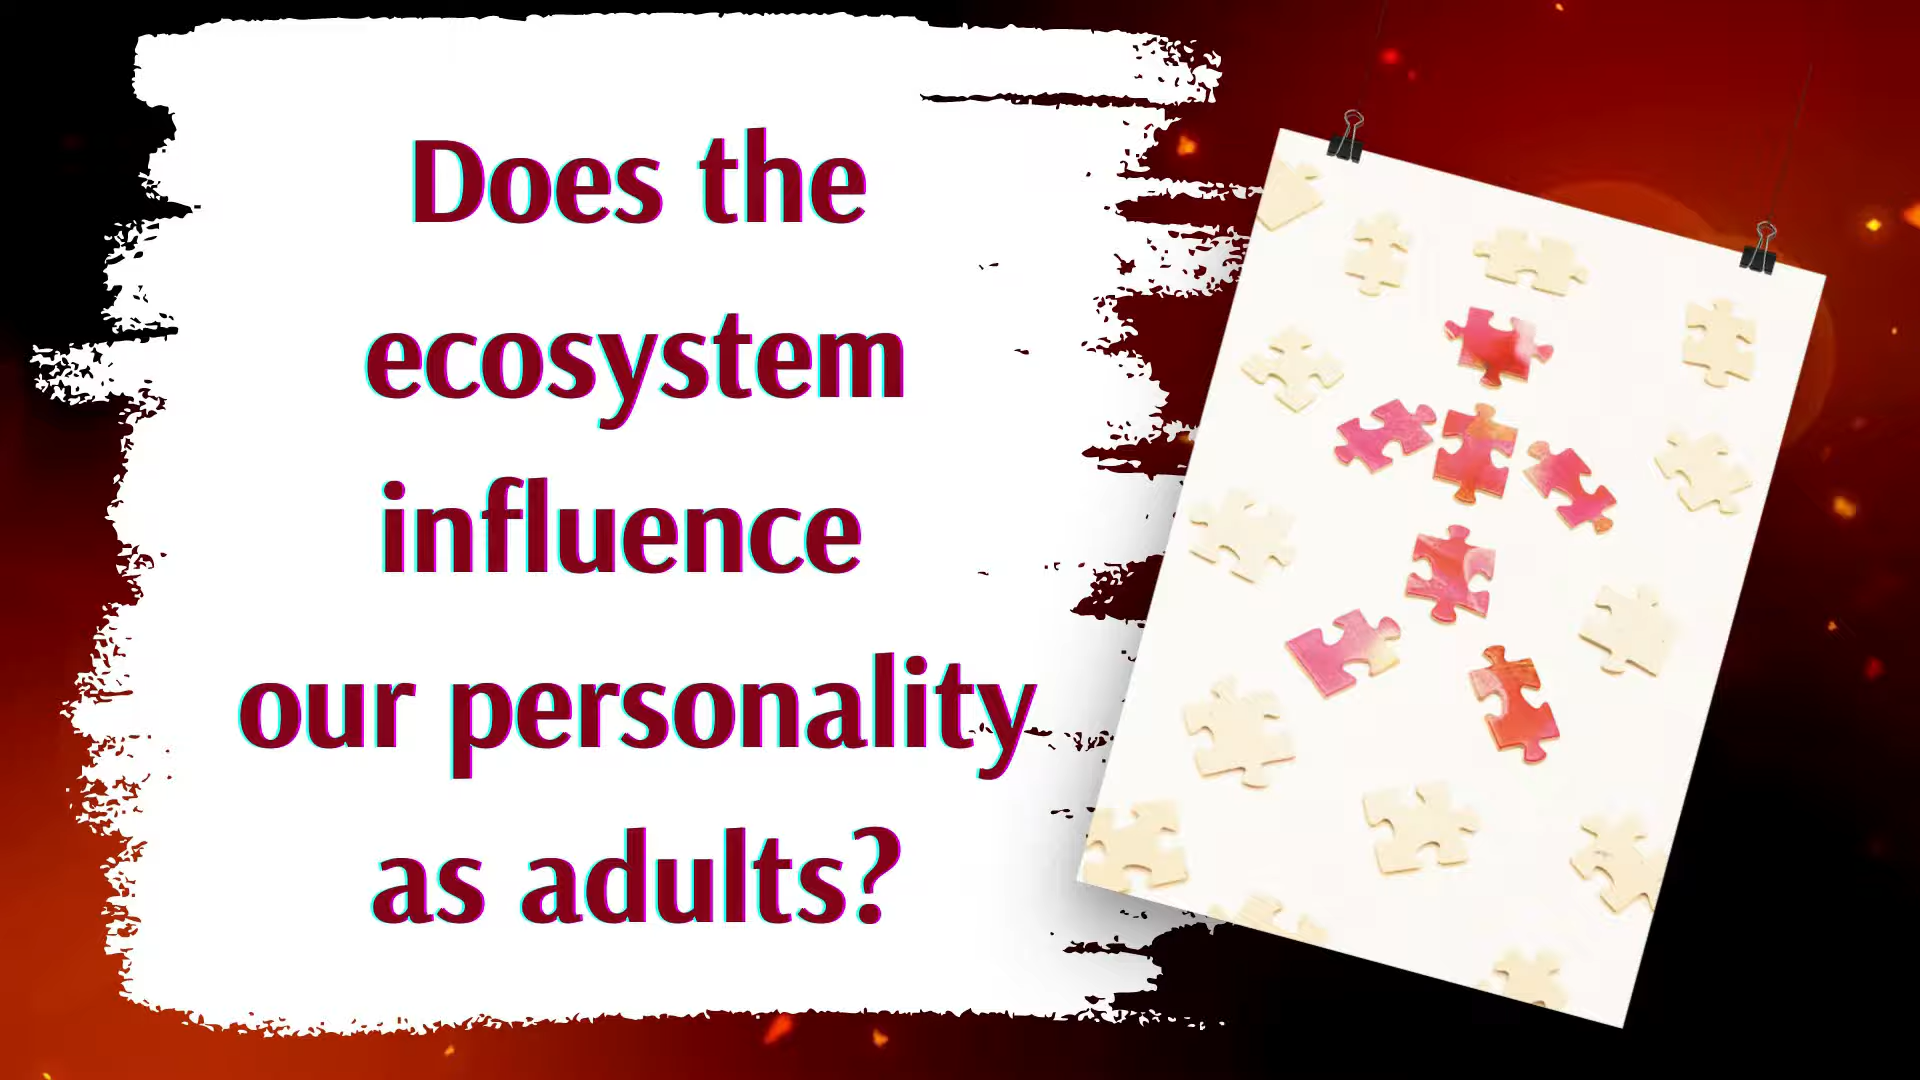 Does the
ecosystem
influence
our personality
as adults?